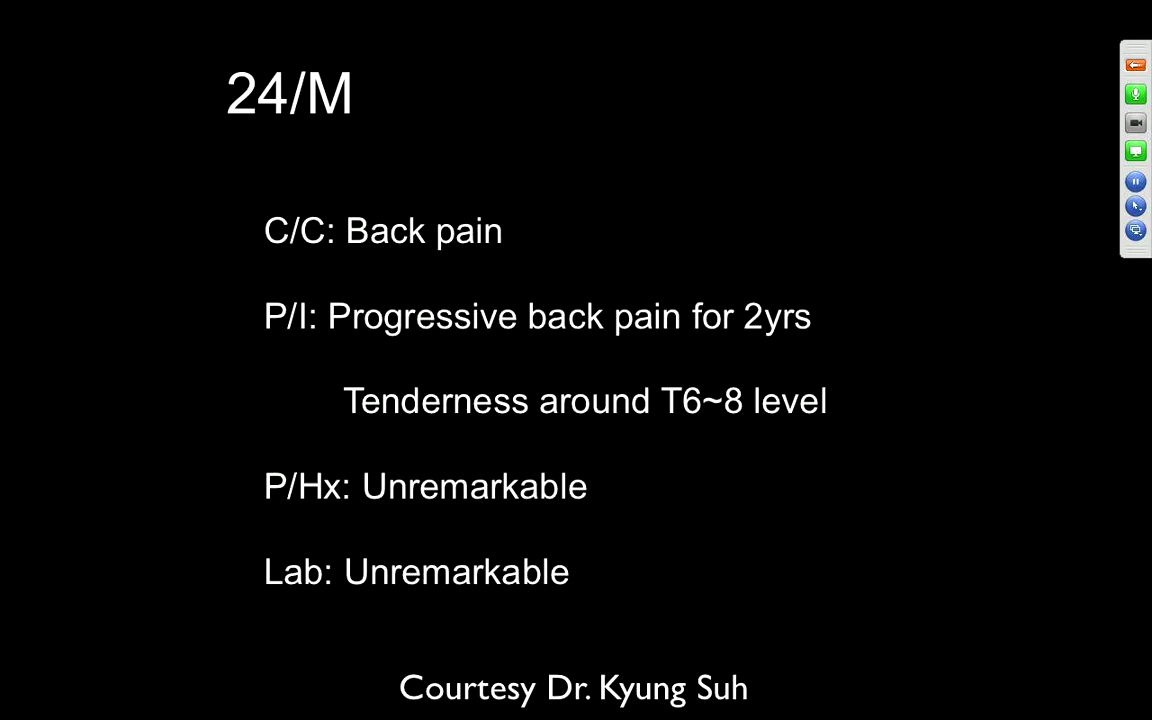 24/M
C/C: Back pain
P/I: Progressive back pain for 2yrs
Tenderness around T6~8 level
P/Hx: Unremarkable
Lab: Unremarkable
Courtesy Dr. Kyung Suh